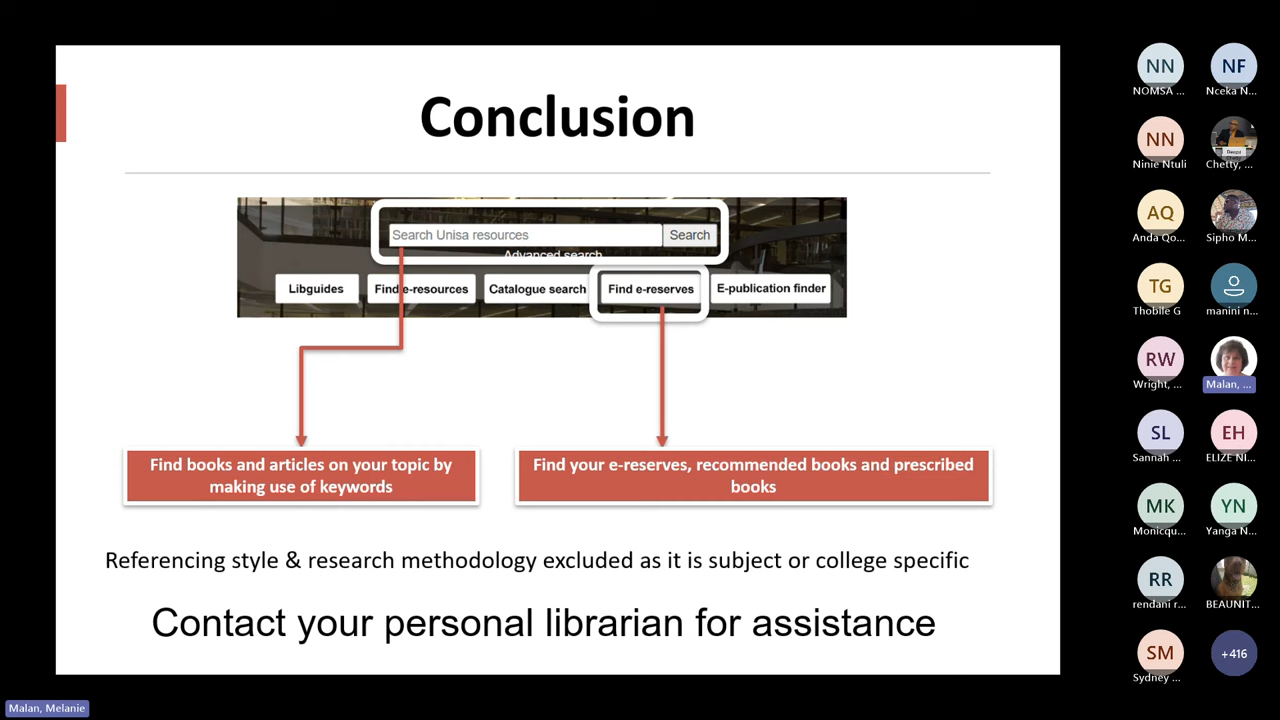 Conclusion
Search Unisa resources
Search
Advanced search
Libguides
Find e-resources
Catalogue search
Find e-reserves
E-publication finder
Find books and articles on your topic by
making use of keywords
Find your e-reserves, recommended books and prescribed
books
Referencing style & research methodology excluded as it is subject or college specific
Contact your personal librarian for assistance
NN
NOMSA ...
NF
Nceka N...
NN
Ninie Ntuli
Chetty, ...
AQ
Anda Qo...
Sipho M...
TG
Thobile G
manini n...
RW
Wright, ...
Malan, ...
SL
Sannah ...
EH
ELIZE NI...
MK
Monicqu...
YN
Yanga N...
RR
rendani r...
BEAUNIT...
SM
Sydney ...
+416
Malan, Melanie